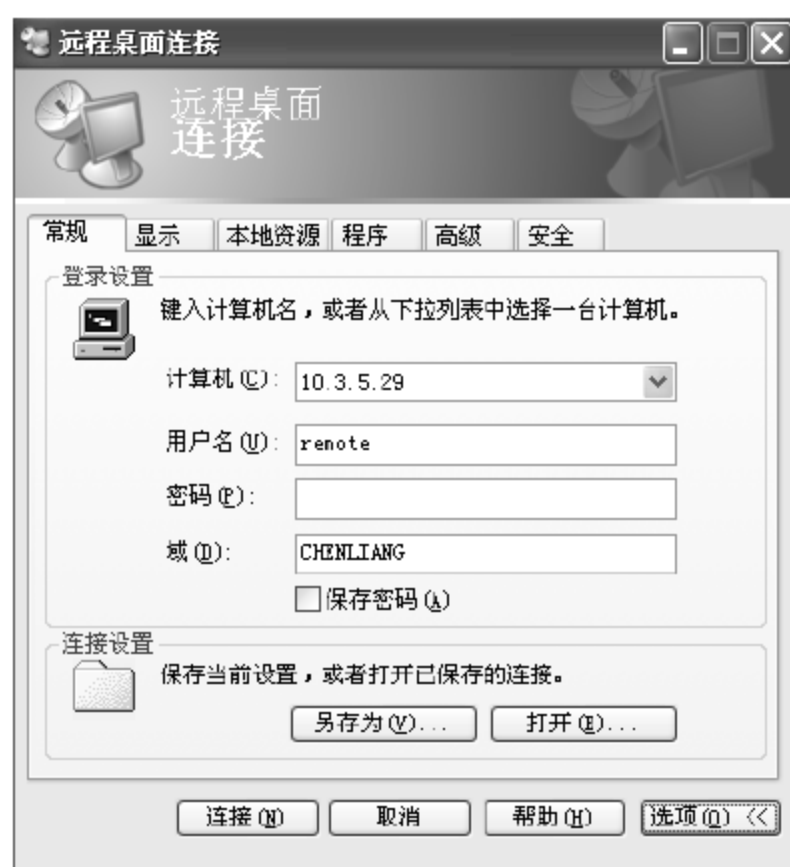 远程桌面连接
远程桌面
连接
常规 显示 本地资源 程序 高级 安全
登录设置
键入计算机名，或者从下拉列表中选择一台计算机。
计算机(C): 10.3.5.29
用户名(U): remote
密码(P):
域(D): CHENLIANG
保存密码(A)
连接设置
保存当前设置，或者打开已保存的连接。
另存为(V)... 打开(E)...
连接(N) 取消 帮助(H) 选项(O) <<